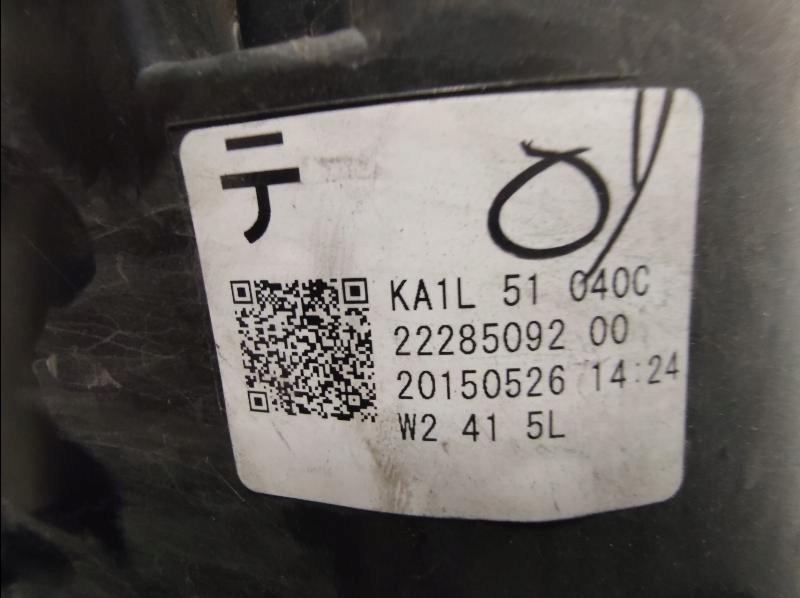 テ
KA1L 51 040C
22285092 00
20150526 14:24
W2 41 5L